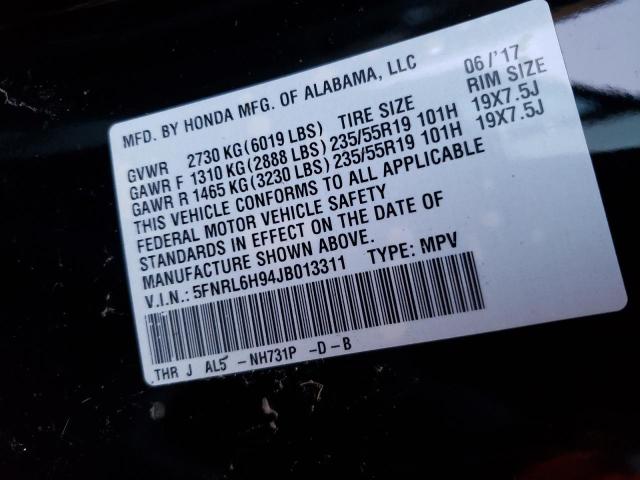 MFD. BY HONDA MFG. OF ALABAMA, LLC 06/'17
GVWR 2730 KG(6019 LBS) TIRE SIZE RIM SIZE
GAWR F 1310 KG(2888 LBS) 235/55R19 101H 19X7.5J
GAWR R 1465 KG(3230 LBS) 235/55R19 101H 19X7.5J
THIS VEHICLE CONFORMS TO ALL APPLICABLE
FEDERAL MOTOR VEHICLE SAFETY
STANDARDS IN EFFECT ON THE DATE OF
MANUFACTURE SHOWN ABOVE.
V.I.N.: 5FNRL6H94JB013311 TYPE: MPV
THR J AL5 -NH731P -D-B